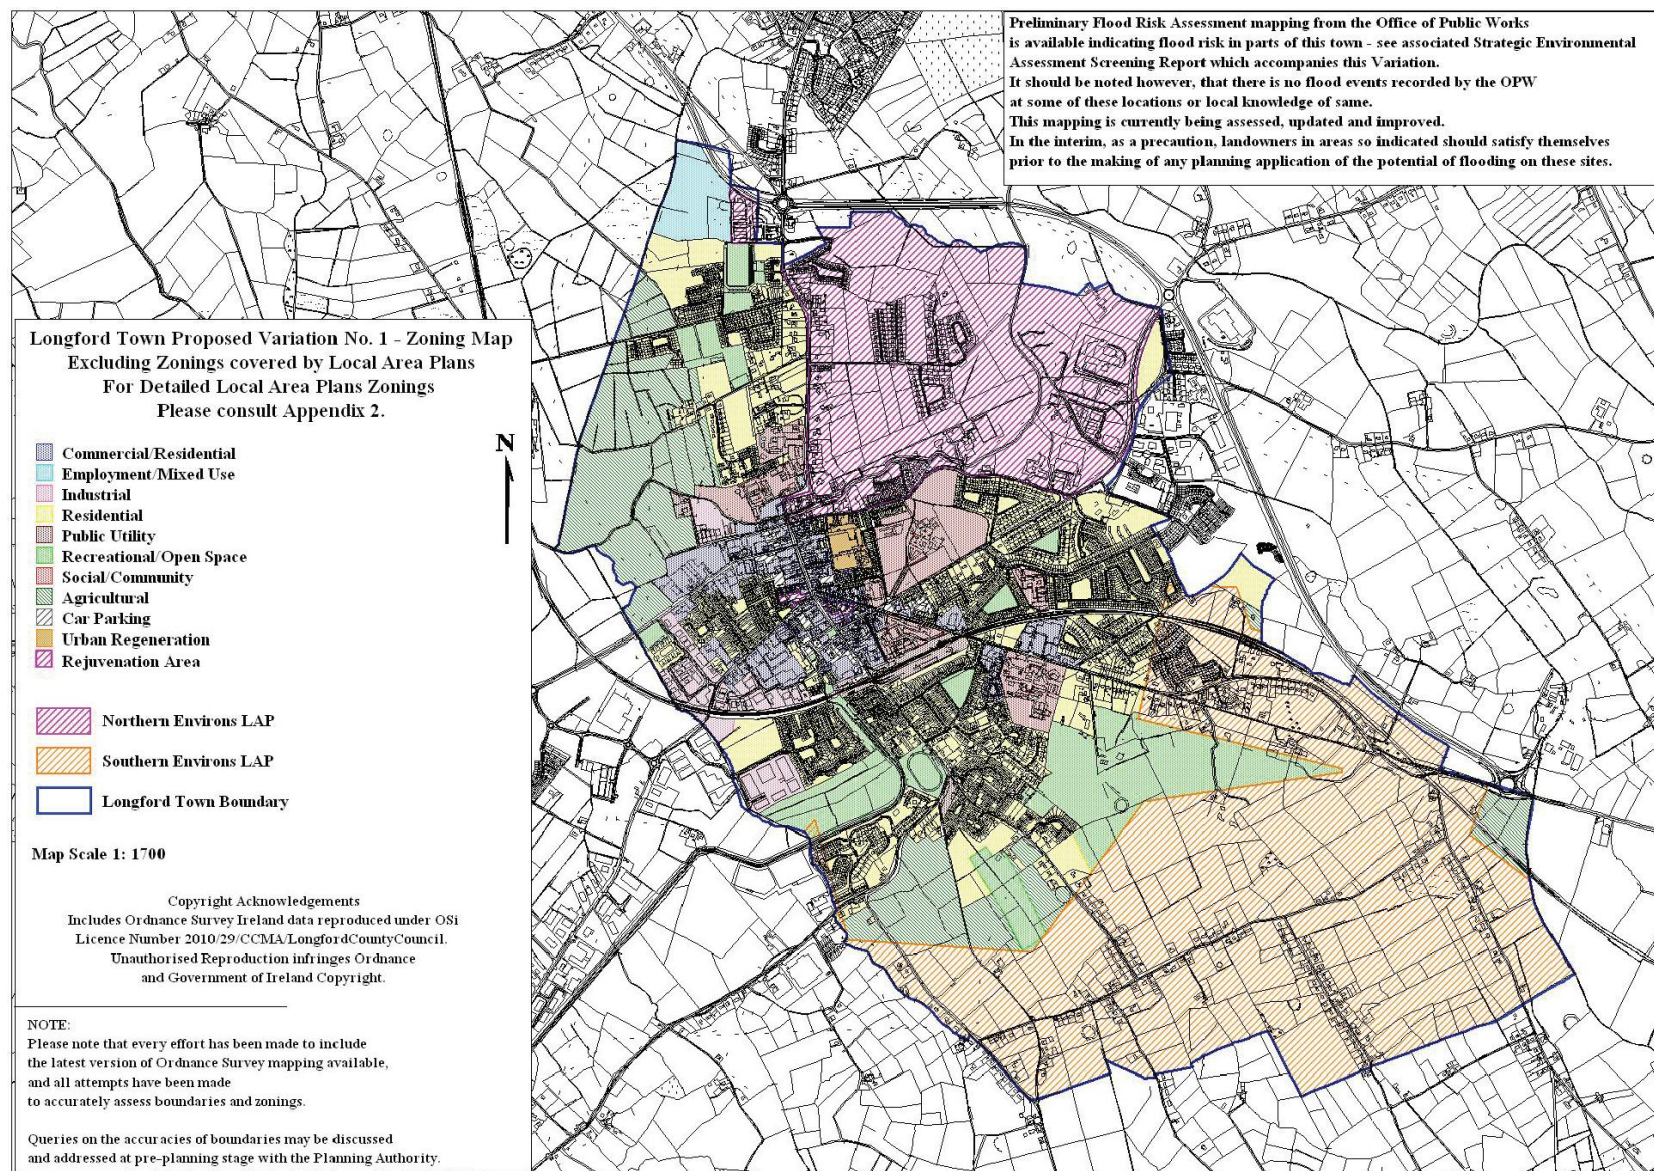 Preliminary Flood Risk Assessment mapping from the Office of Public Works
is available indicating flood risk in parts of this town - see associated Strategic Environmental
Assessment Screening Report which accompanies this Variation.
It should be noted however, that there is no flood events recorded by the OPW
at some of these locations or local knowledge of same.
This mapping is currently being assessed, updated and improved.
In the interim, as a precaution, landowners in areas so indicated should satisfy themselves
prior to the making of any planning application of the potential of flooding on these sites.
Longford Town Proposed Variation No. 1 - Zoning Map
Excluding Zonings covered by Local Area Plans
For Detailed Local Area Plans Zonings
Please consult Appendix 2.
N
Commercial/Residential
Employment/Mixed Use
Industrial
Residential
Public Utility
Recreational/Open Space
Social/Community
Agricultural
Car Parking
Urban Regeneration
Rejuvenation Area
Northern Environs LAP
Southern Environs LAP
Longford Town Boundary
Map Scale 1: 1700
Copyright Acknowledgements
Includes Ordnance Survey Ireland data reproduced under OSi
Licence Number 2010/29/CCMA/LongfordCountyCouncil.
Unauthorised Reproduction infringes Ordnance
and Government of Ireland Copyright.
NOTE:
Please note that every effort has been made to include
the latest version of Ordnance Survey mapping available,
and all attempts have been made
to accurately assess boundaries and zonings.
Queries on the accuracies of boundaries may be discussed
and addressed at pre-planning stage with the Planning Authority.